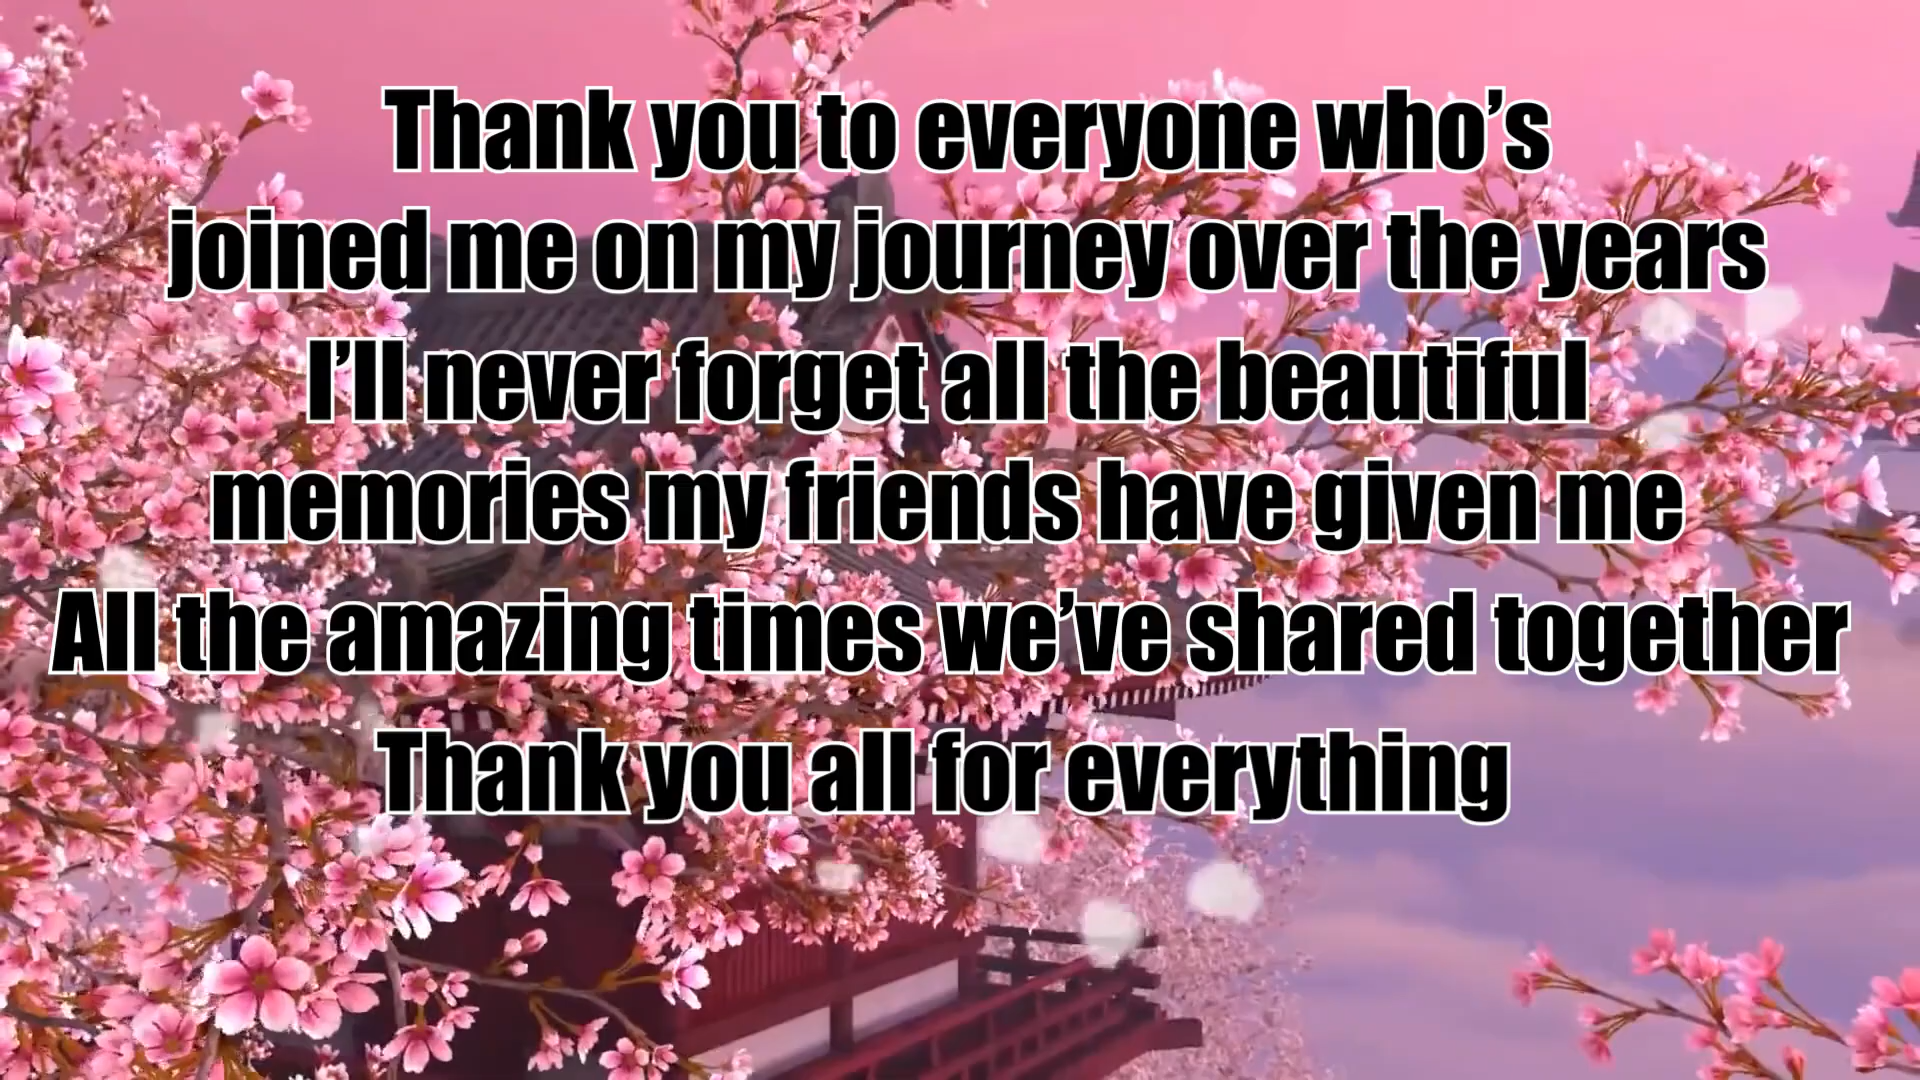 Thank you to everyone who’s
joined me on my journey over the years
I’ll never forget all the beautiful
memories my friends have given me
All the amazing times we’ve shared together
Thank you all for everything